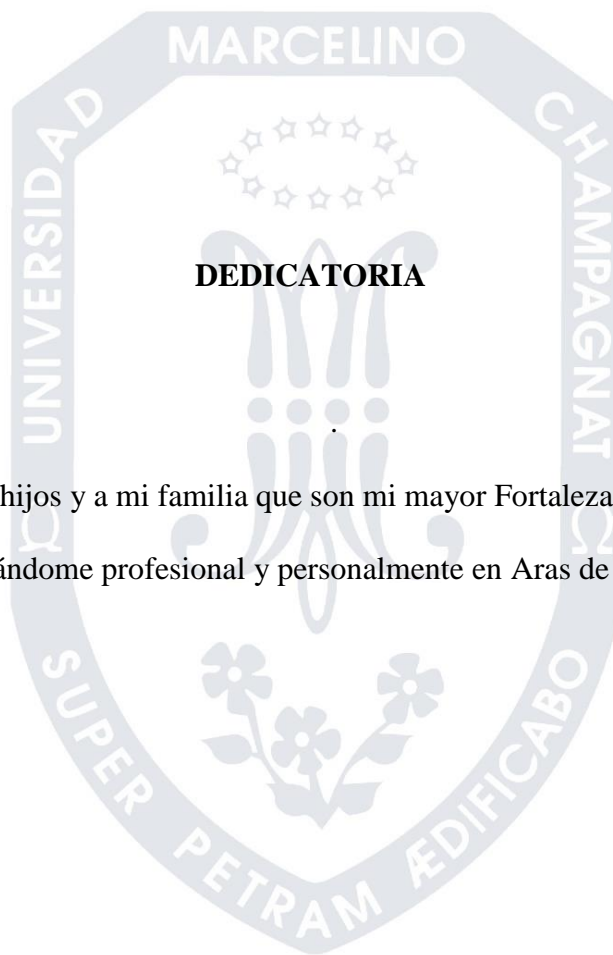 MARCELINO
UNIVERSIDAD
CHAMPAGNAT
DEDICATORIA
.
hijos y a mi familia que son mi mayor Fortaleza
ándome profesional y personalmente en Aras de
SUPER PETRAM ÆDIFICABO